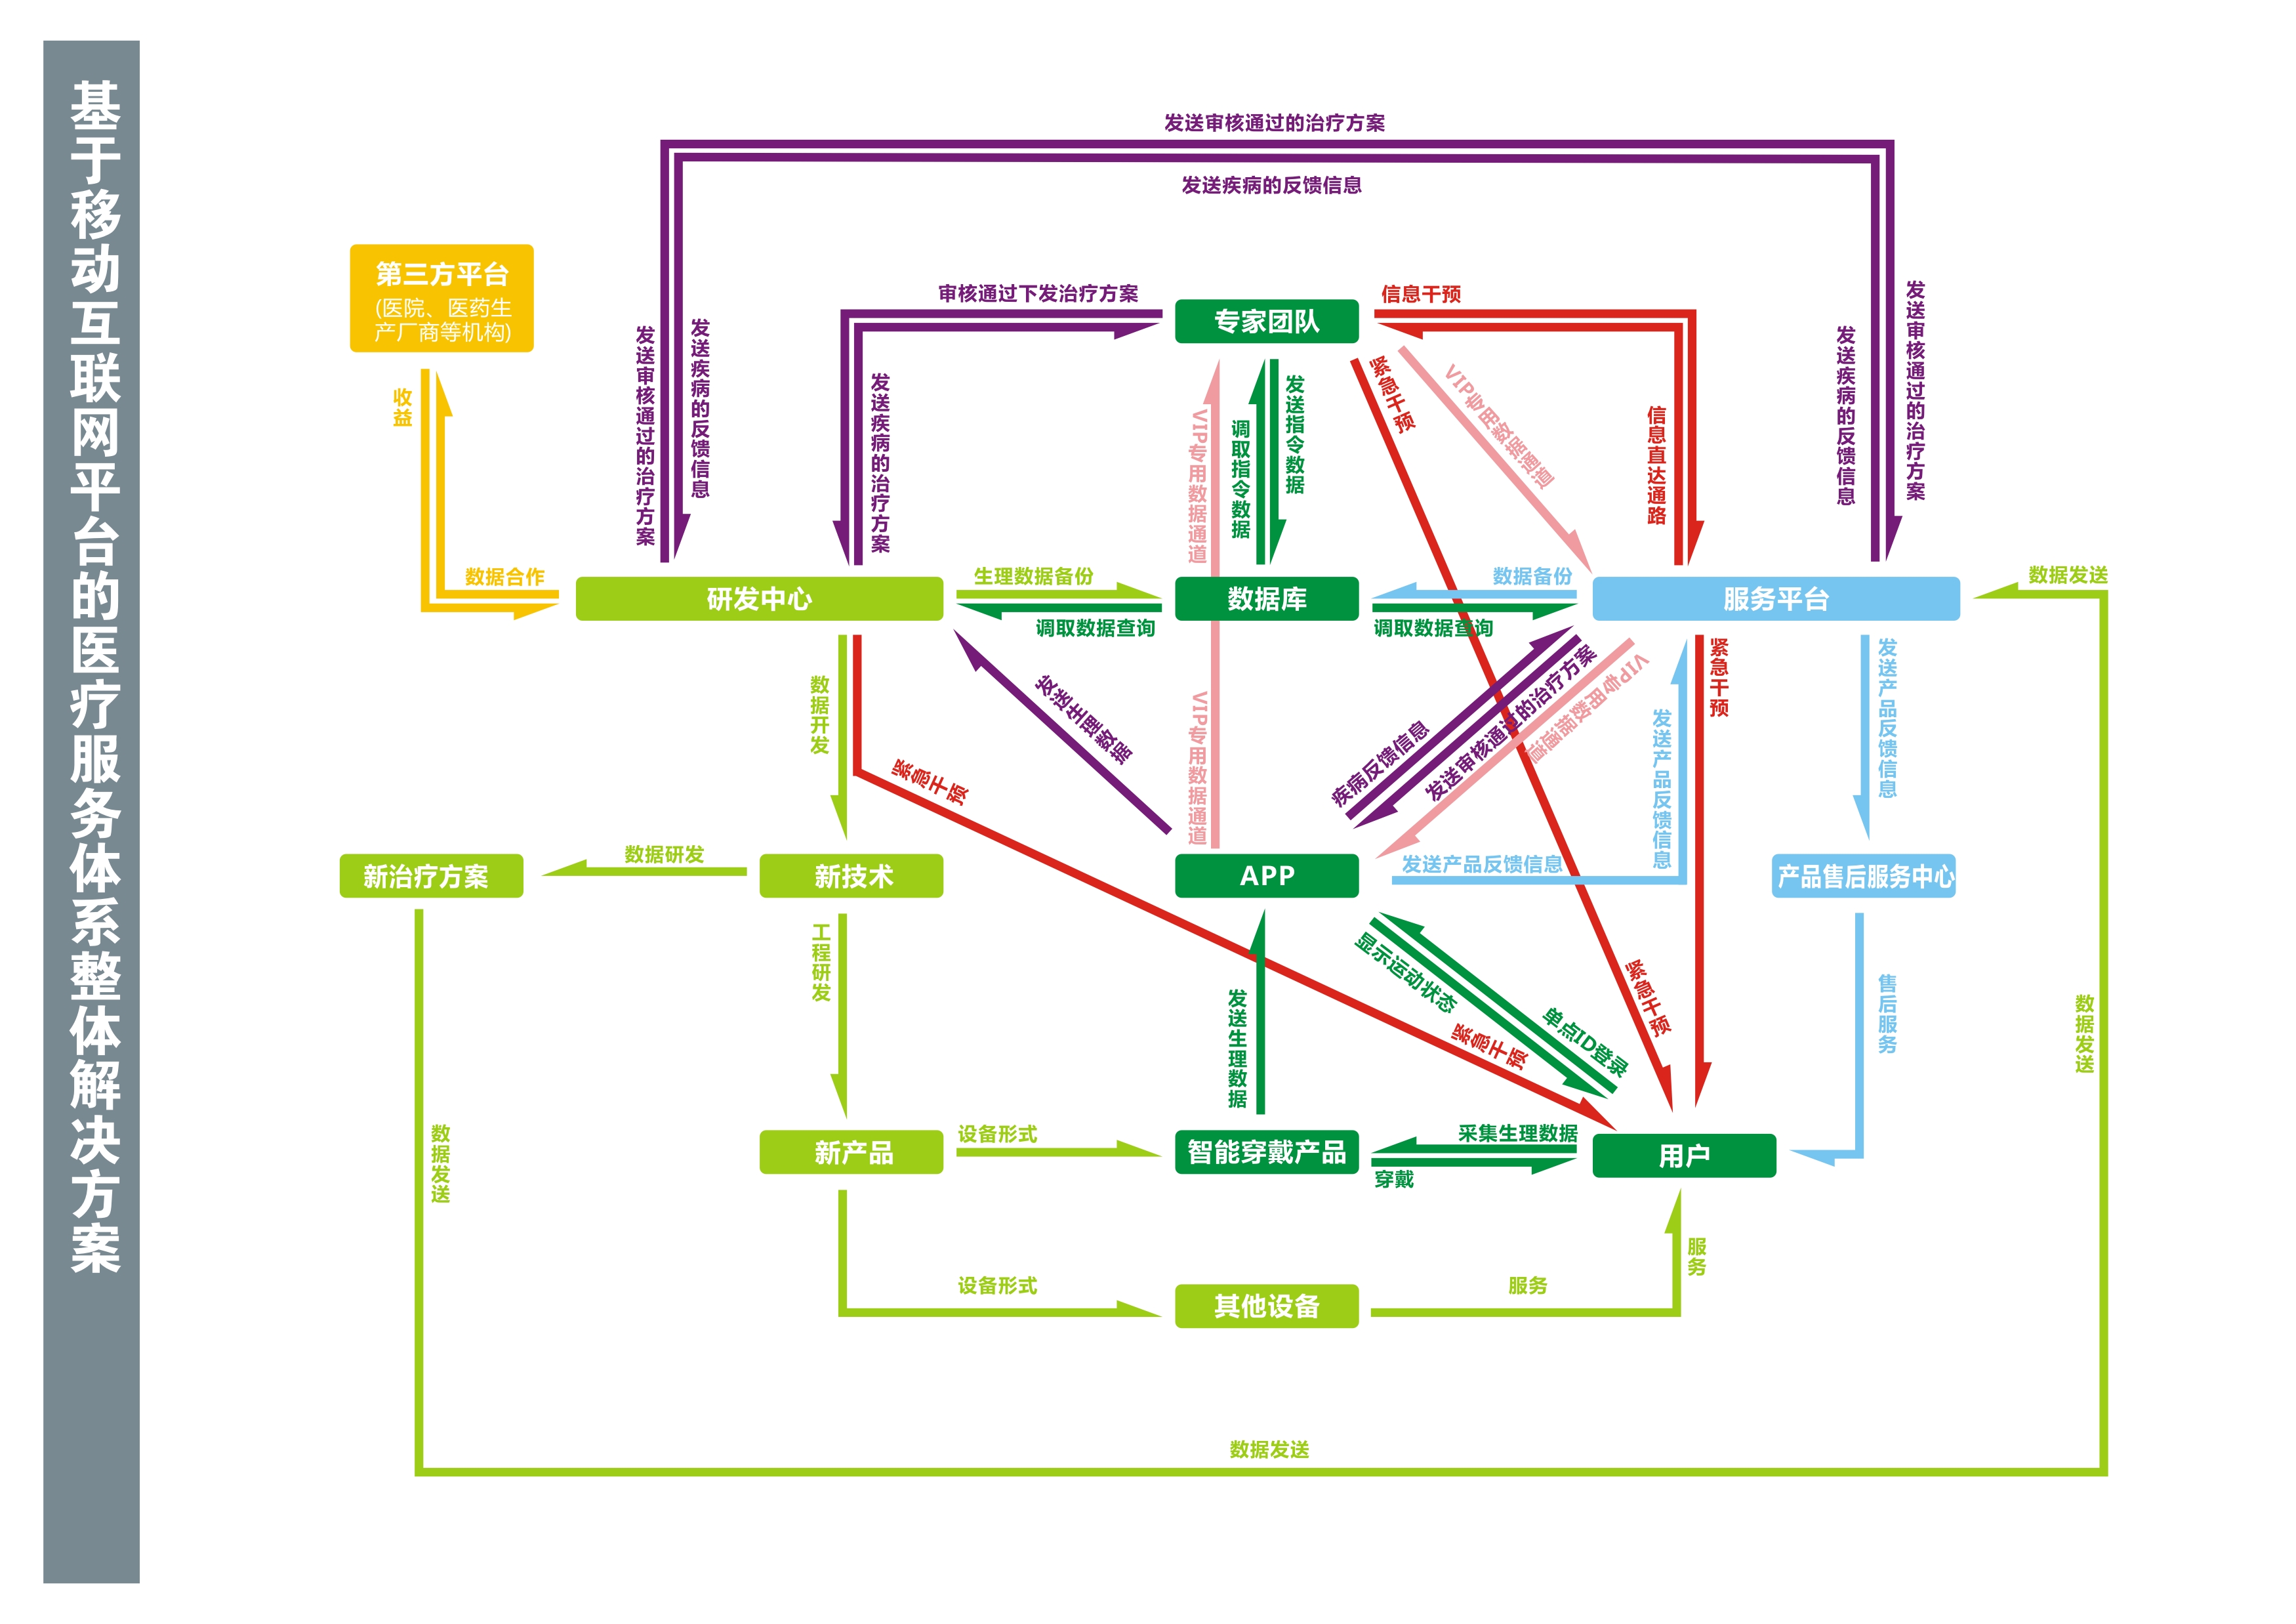 基于移动互联网平台的医疗服务体系整体解决方案
发送审核通过的治疗方案
发送疾病的反馈信息
第三方平台
(医院、医药生
产厂商等机构)
收益
数据合作
发送审核通过的治疗方案
发送疾病的反馈信息
审核通过下发治疗方案
发送疾病的治疗方案
专家团队
信息干预
信息直达通路
紧急干预
VIP专用数据通道
VIP专用数据通道
调取指令数据
发送指令数据
发送疾病的反馈信息
发送审核通过的治疗方案
研发中心
生理数据备份
调取数据查询
数据库
数据备份
调取数据查询
服务平台
数据发送
数据开发
紧急干预
发送生理数据
VIP专用数据通道
疾病反馈信息
发送审核通过的治疗方案
VIP专用数据通道
发送产品反馈信息
紧急干预
发送产品反馈信息
新治疗方案
数据研发
新技术
APP
发送产品反馈信息
产品售后服务中心
工程研发
发送生理数据
显示运动状态
单点ID登录
紧急干预
紧急干预
售后服务
数据发送
数据发送
新产品
设备形式
智能穿戴产品
采集生理数据
穿戴
用户
设备形式
其他设备
服务
服务
数据发送